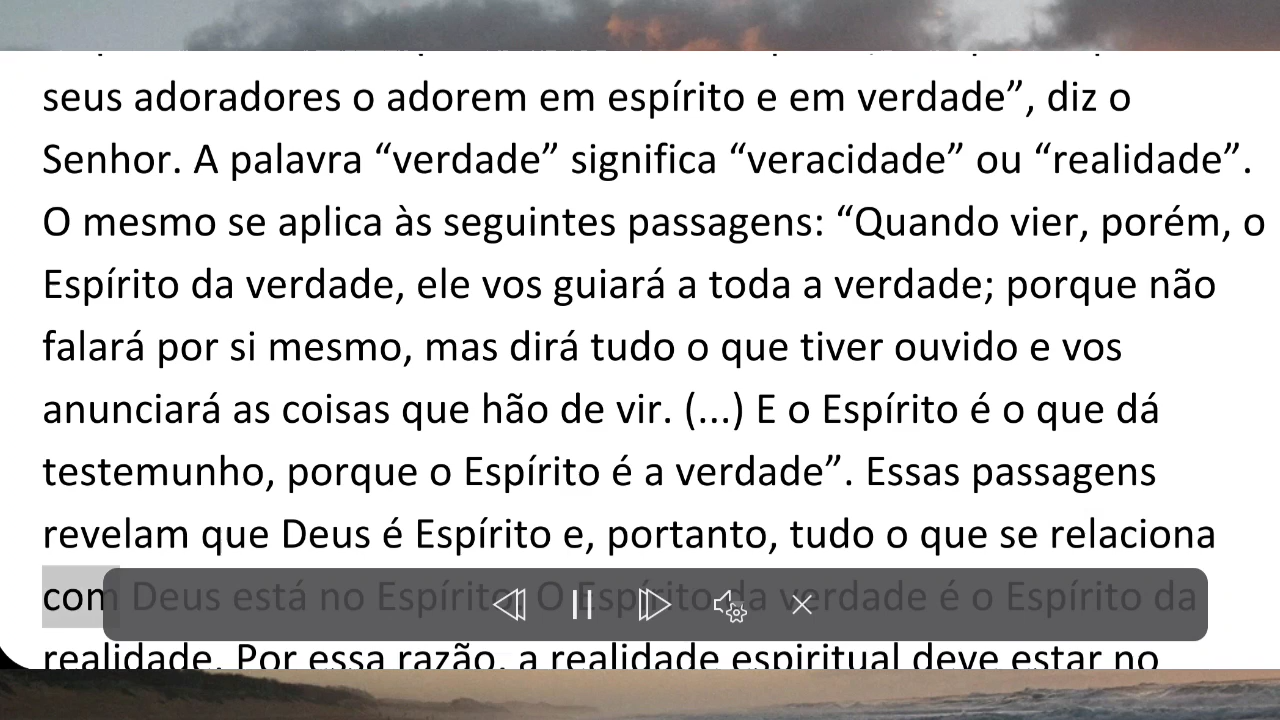 seus adoradores o adorem em espírito e em verdade”, diz o
Senhor. A palavra “verdade” significa “veracidade” ou “realidade”.
O mesmo se aplica às seguintes passagens: “Quando vier, porém, o
Espírito da verdade, ele vos guiará a toda a verdade; porque não
falará por si mesmo, mas dirá tudo o que tiver ouvido e vos
anunciará as coisas que hão de vir. (...) E o Espírito é o que dá
testemunho, porque o Espírito é a verdade”. Essas passagens
revelam que Deus é Espírito e, portanto, tudo o que se relaciona
com Deus está no Espírito. O Espírito da verdade é o Espírito da
realidade. Por essa razão, a realidade espiritual deve estar no